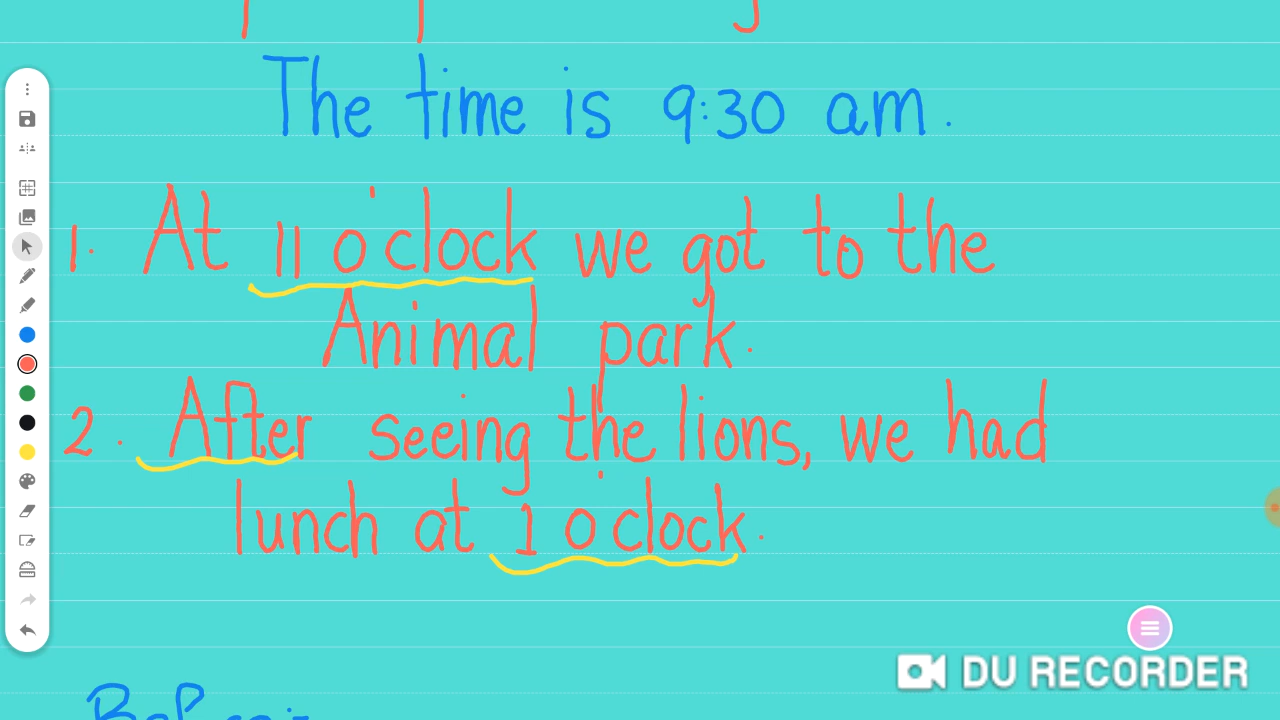 The time is 9:30 am.
1. At 11 o'clock we got to the
Animal park.
2. After seeing the lions, we had
lunch at 1 o'clock.
DU RECORDER